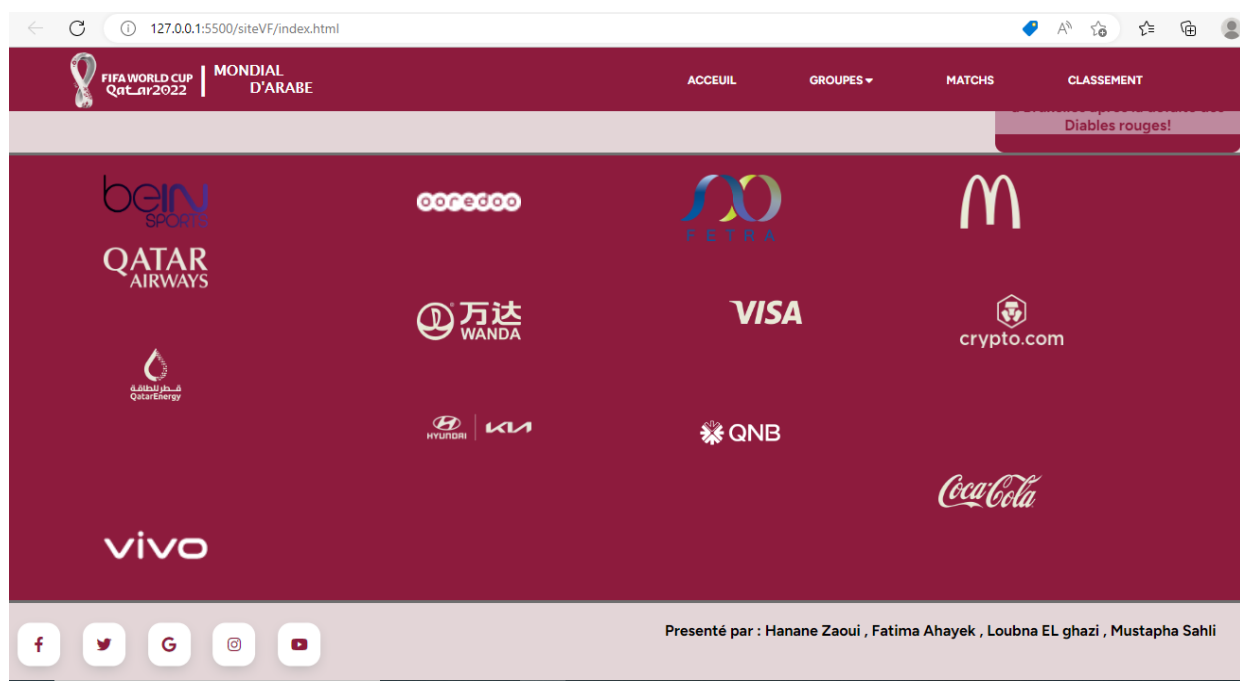 127.0.0.1:5500/siteVF/index.html
FIFA WORLD CUP
Qatar2022
MONDIAL
D'ARABE
ACCEUIL
GROUPES
MATCHS
CLASSEMENT
Diables rouges!
beIN
SPORTS
ooredoo
FETRA
QATAR
AIRWAYS
万达
WANDA
VISA
crypto.com
قطر للطاقة
QatarEnergy
HYUNDAI
KIA
QNB
Coca-Cola
vivo
Presenté par : Hanane Zaoui , Fatima Ahayek , Loubna EL ghazi , Mustapha Sahli